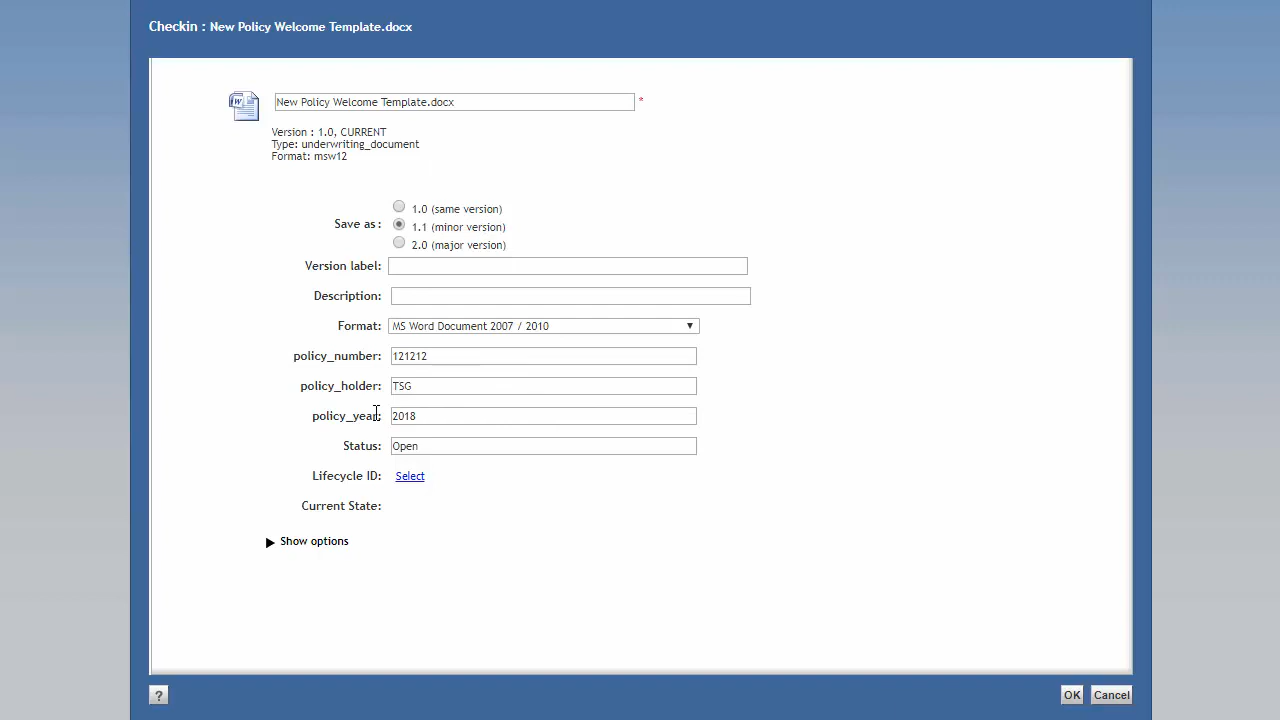 Checkin : New Policy Welcome Template.docx
New Policy Welcome Template.docx *
Version : 1.0, CURRENT
Type: underwriting_document
Format: msw12
Save as :
1.0 (same version)
1.1 (minor version)
2.0 (major version)
Version label:
Description:
Format: MS Word Document 2007 / 2010
policy_number: 121212
policy_holder: TSG
policy_year: 2018
Status: Open
Lifecycle ID: Select
Current State:
Show options
? OK Cancel